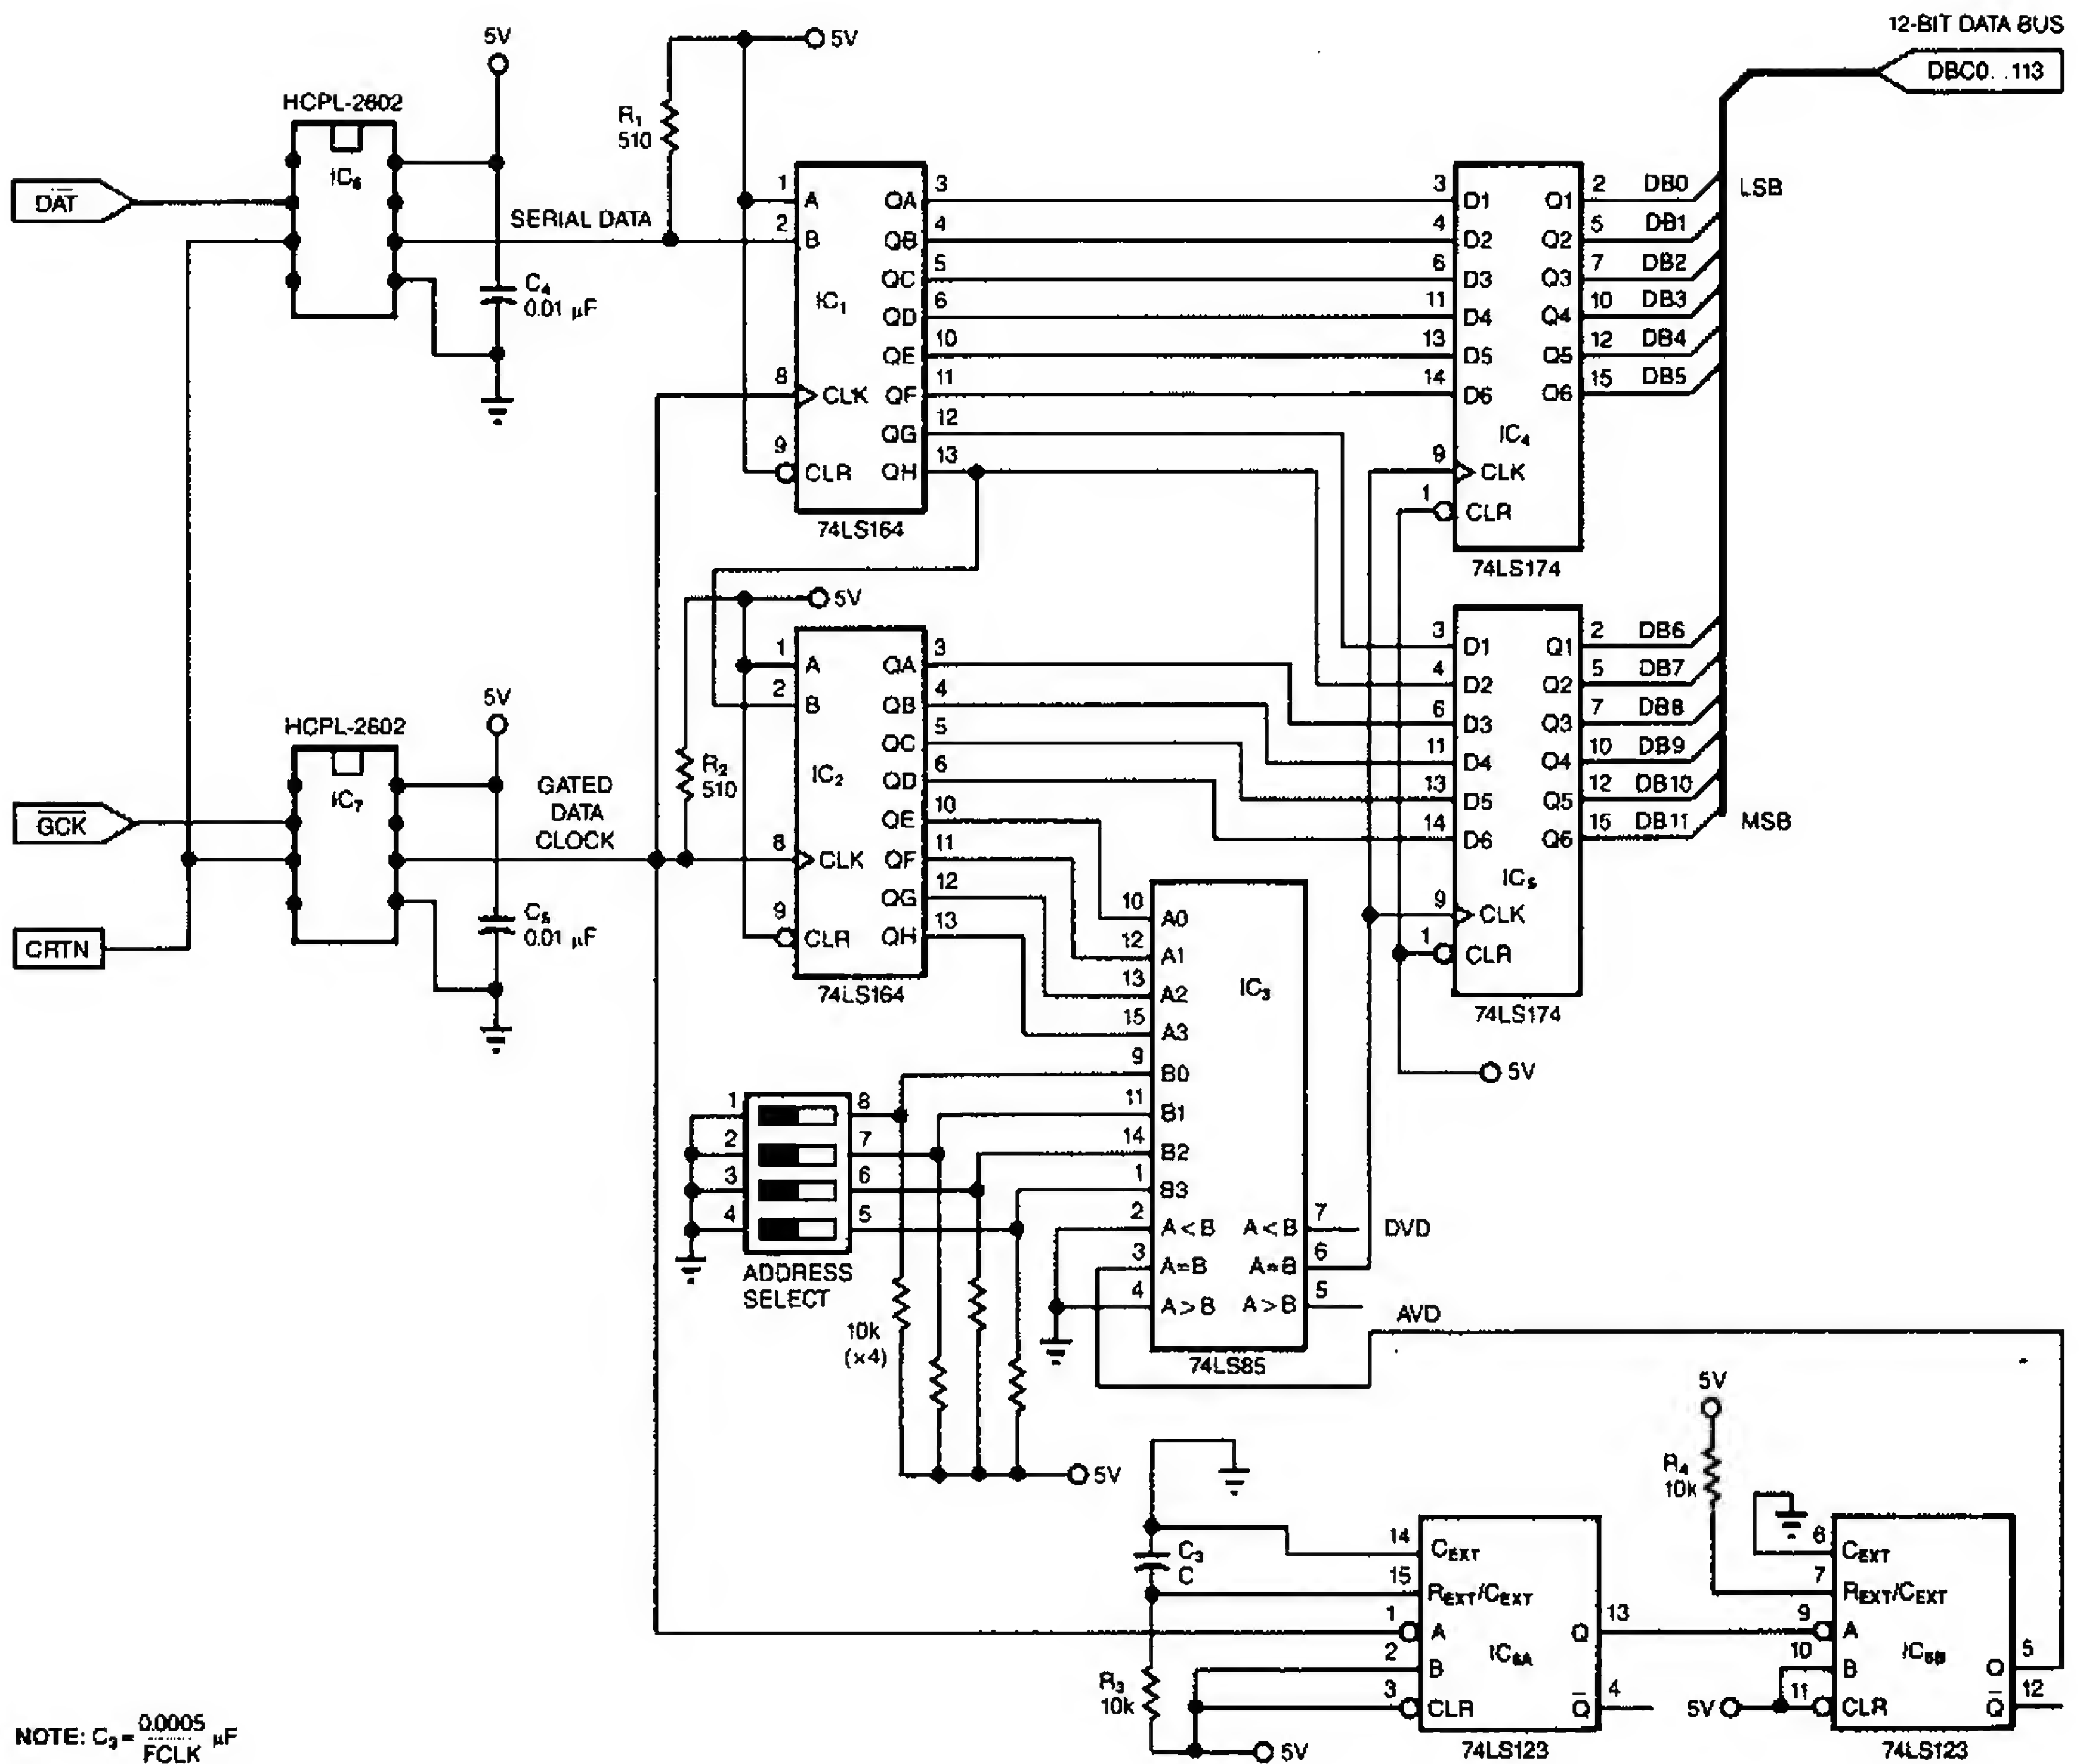 12-BIT DATA BUS
DBC0. .113
5V
HCPL-2602
IC6
DAT
SERIAL DATA
C4
0.01 µF
R1
510
5V
1 A QA 3
2 B QB 4
QC 5
QD 6
QE 10
8 CLK QF 11
QG 12
9 CLR QH 13
IC1
74LS164
3 D1 Q1 2 DB0 LSB
4 D2 Q2 5 DB1
6 D3 Q3 7 DB2
11 D4 Q4 10 DB3
13 D5 Q5 12 DB4
14 D6 Q6 15 DB5
IC4
9 CLK
1 CLR
74LS174
5V
HCPL-2602
IC7
GCK
CRTN
GATED
DATA
CLOCK
C5
0.01 µF
R2
510
5V
1 A QA 3
2 B QB 4
QC 5
QD 6
QE 10
8 CLK QF 11
QG 12
9 CLR QH 13
IC2
74LS164
3 D1 Q1 2 DB6
4 D2 Q2 5 DB7
6 D3 Q3 7 DB8
11 D4 Q4 10 DB9
13 D5 Q5 12 DB10
14 D6 Q6 15 DB11 MSB
IC5
9 CLK
1 CLR
74LS174
5V
10 A0
12 A1
13 A2
15 A3
9 B0
11 B1
14 B2
1 B3
2 A<B A<B 7 DVD
3 A=B A=B 6
4 A>B A>B 5
IC3
74LS85
AVD
1 8
2 7
3 6
4 5
ADDRESS
SELECT
10k
(×4)
5V
C3
C
R3
10k
5V
14 CEXT
15 REXT/CEXT
1 A Q 13
2 B
3 CLR Q 4
74LS123
5V
R4
10k
6 CEXT
7 REXT/CEXT
9 A
10 B Q 5
5V 11 CLR Q 12
74LS123
NOTE: C3 = 0.0005 µF
FCLK